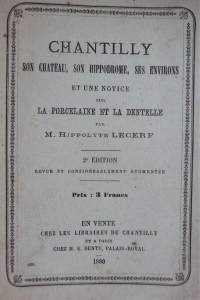 CHANTILLY
SON CHATEAU, SON HIPPODROME, SES ENVIRONS
ET UNE NOTICE
SUR
LA PORCELAINE ET LA DENTELLE
PAR
M. HIPPOLYTE LECERF
2e ÉDITION
REVUE ET CONSIDÉRABLEMENT AUGMENTÉE
Prix : 3 Francs
EN VENTE
CHEZ LES LIBRAIRES DE CHANTILLY
ET A PARIS
CHEZ M. E. DENTU, PALAIS-ROYAL
1880